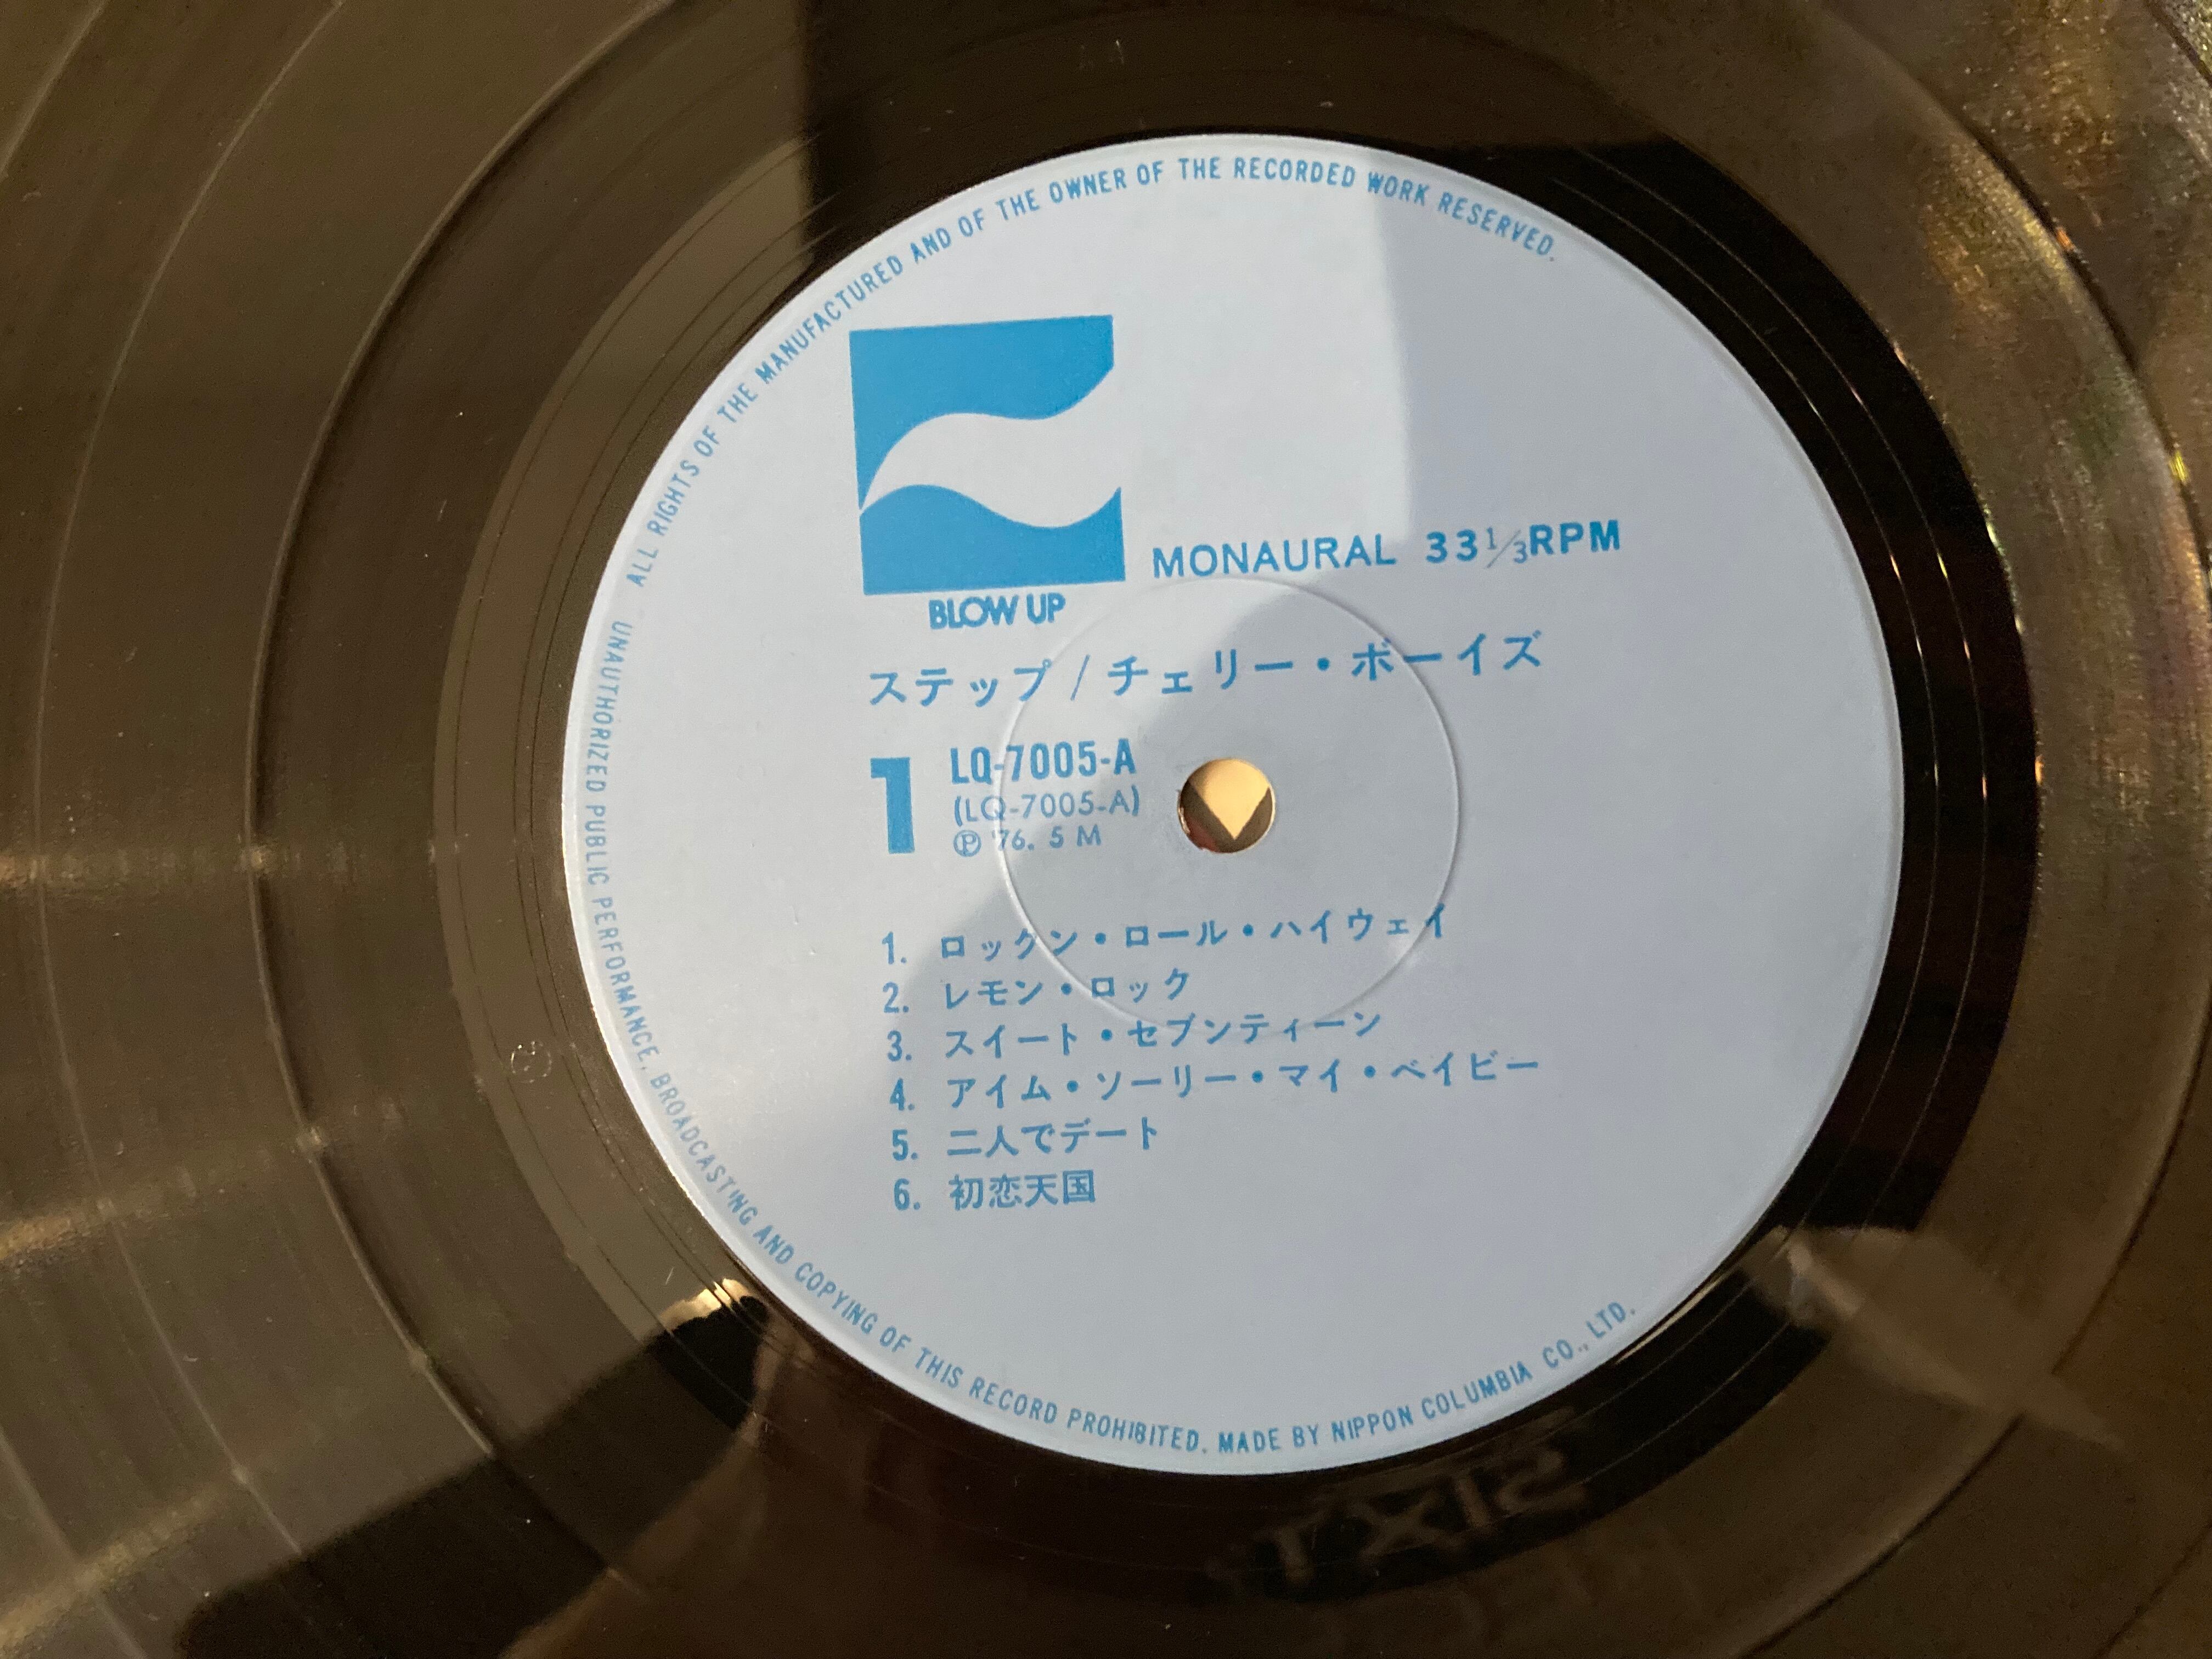 ALL RIGHTS OF THE MANUFACTURED AND OF THE OWNER OF THE RECORDED WORK RESERVED.
BLOW UP
MONAURAL 33 1/3 RPM
ステップ / チェリー・ボーイズ
1
LQ-7005-A
(LQ-7005-A)
Ⓟ '76. 5 M
1. ロックン・ロール・ハイウェイ
2. レモン・ロック
3. スイート・セブンティーン
4. アイム・ソーリー・マイ・ベイビー
5. 二人でデート
6. 初恋天国
UNAUTHORIZED PUBLIC PERFORMANCE, BROADCASTING AND COPYING OF THIS RECORD PROHIBITED. MADE BY NIPPON COLUMBIA CO., LTD.